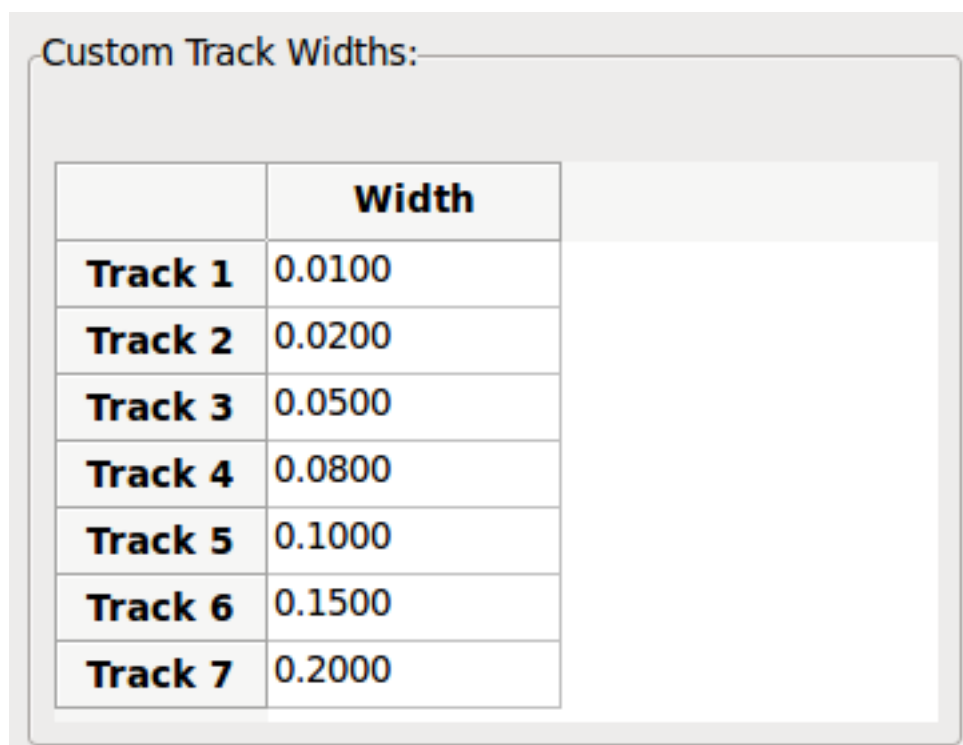 Custom Track Widths:
Width
Track 1 0.0100
Track 2 0.0200
Track 3 0.0500
Track 4 0.0800
Track 5 0.1000
Track 6 0.1500
Track 7 0.2000